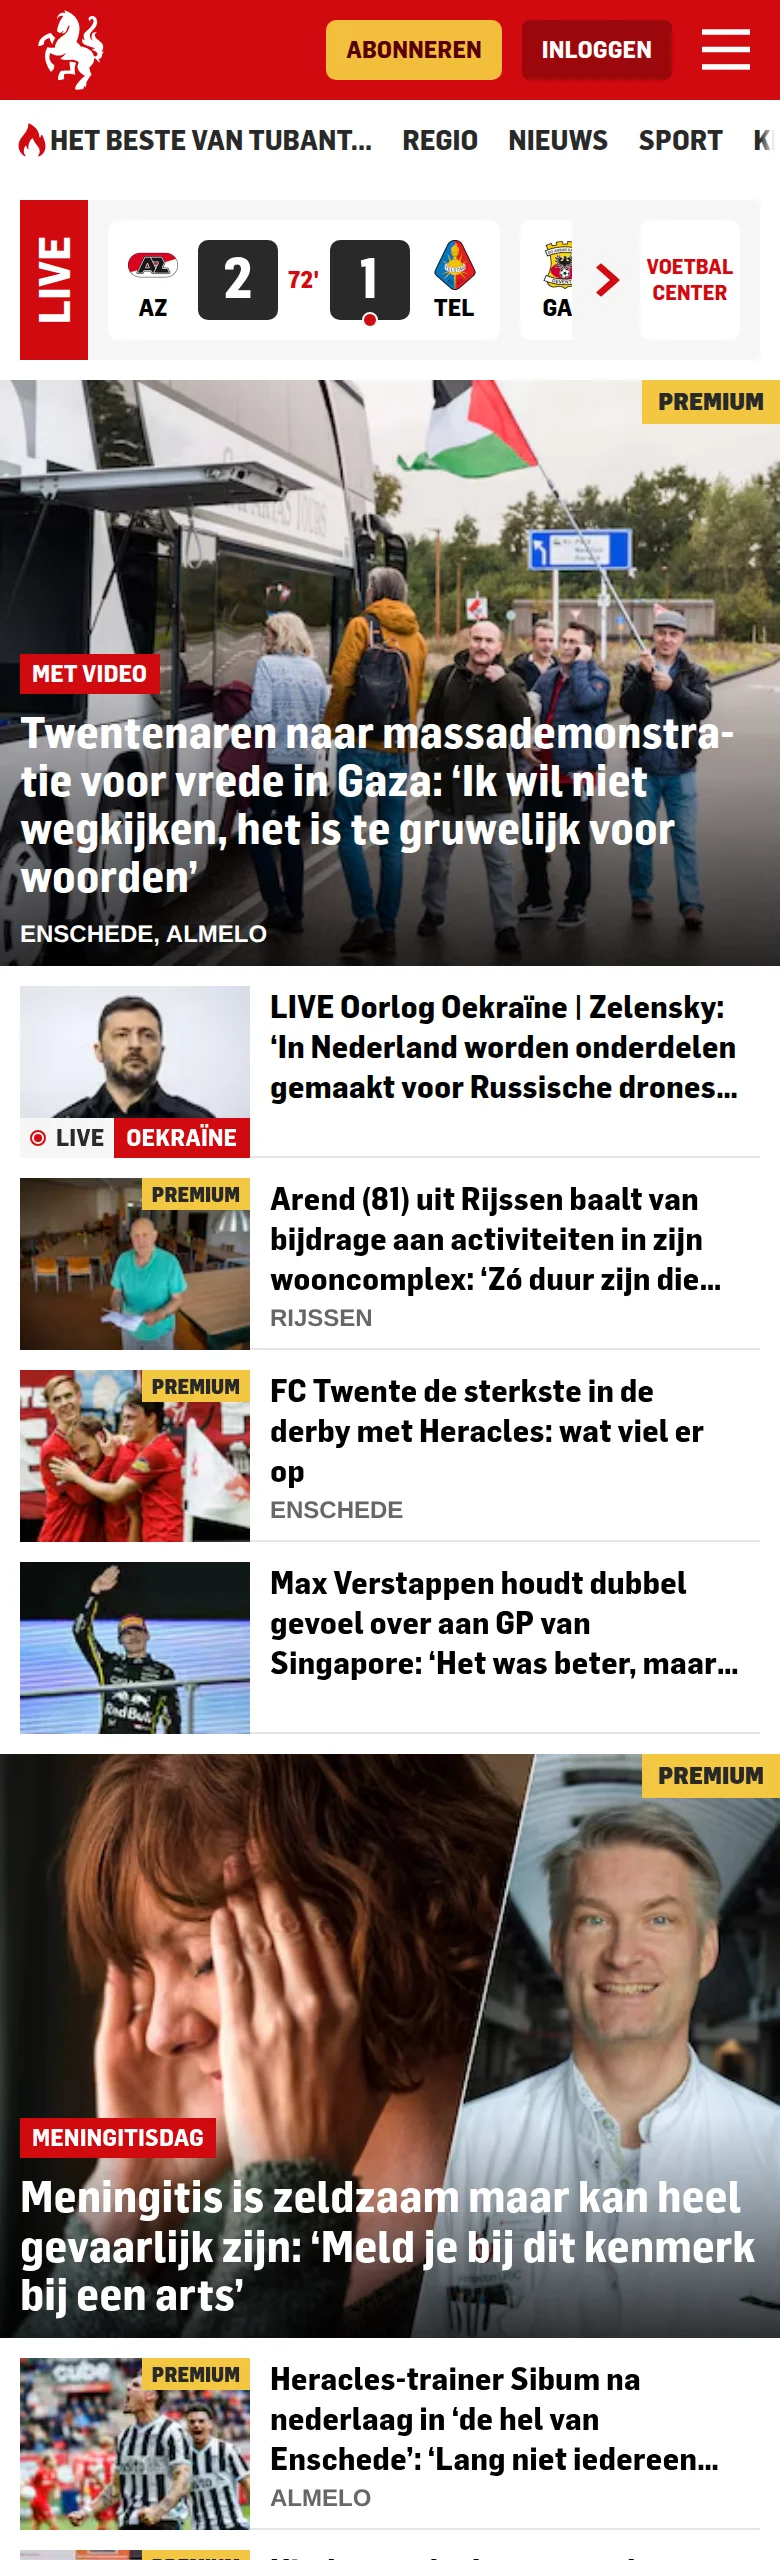 ABONNEREN
INLOGGEN
HET BESTE VAN TUBANT...
REGIO
NIEUWS
SPORT
LIVE
AZ
2
72'
1
TEL
GA
VOETBAL
CENTER
PREMIUM
MET VIDEO
Twentenaren naar massademonstra-
tie voor vrede in Gaza: ‘Ik wil niet
wegkijken, het is te gruwelijk voor
woorden’
ENSCHEDE, ALMELO
LIVE Oorlog Oekraïne | Zelensky:
‘In Nederland worden onderdelen
gemaakt voor Russische drones...
LIVE
OEKRAÏNE
PREMIUM
Arend (81) uit Rijssen baalt van
bijdrage aan activiteiten in zijn
wooncomplex: ‘Zó duur zijn die...
RIJSSEN
PREMIUM
FC Twente de sterkste in de
derby met Heracles: wat viel er
op
ENSCHEDE
Max Verstappen houdt dubbel
gevoel over aan GP van
Singapore: ‘Het was beter, maar...
Red Bull
PREMIUM
MENINGITISDAG
Meningitis is zeldzaam maar kan heel
gevaarlijk zijn: ‘Meld je bij dit kenmerk
bij een arts’
PREMIUM
Heracles-trainer Sibum na
nederlaag in ‘de hel van
Enschede’: ‘Lang niet iedereen...
ALMELO